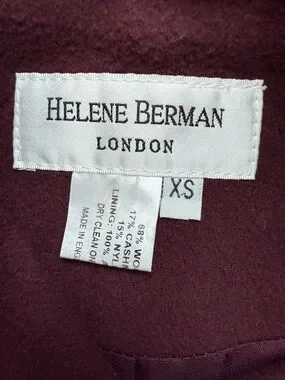 HELENE BERMAN
LONDON
XS
68% WO
17% CASH
15% NYL
LINING: 100%
DRY CLEAN ON
MADE IN ENG